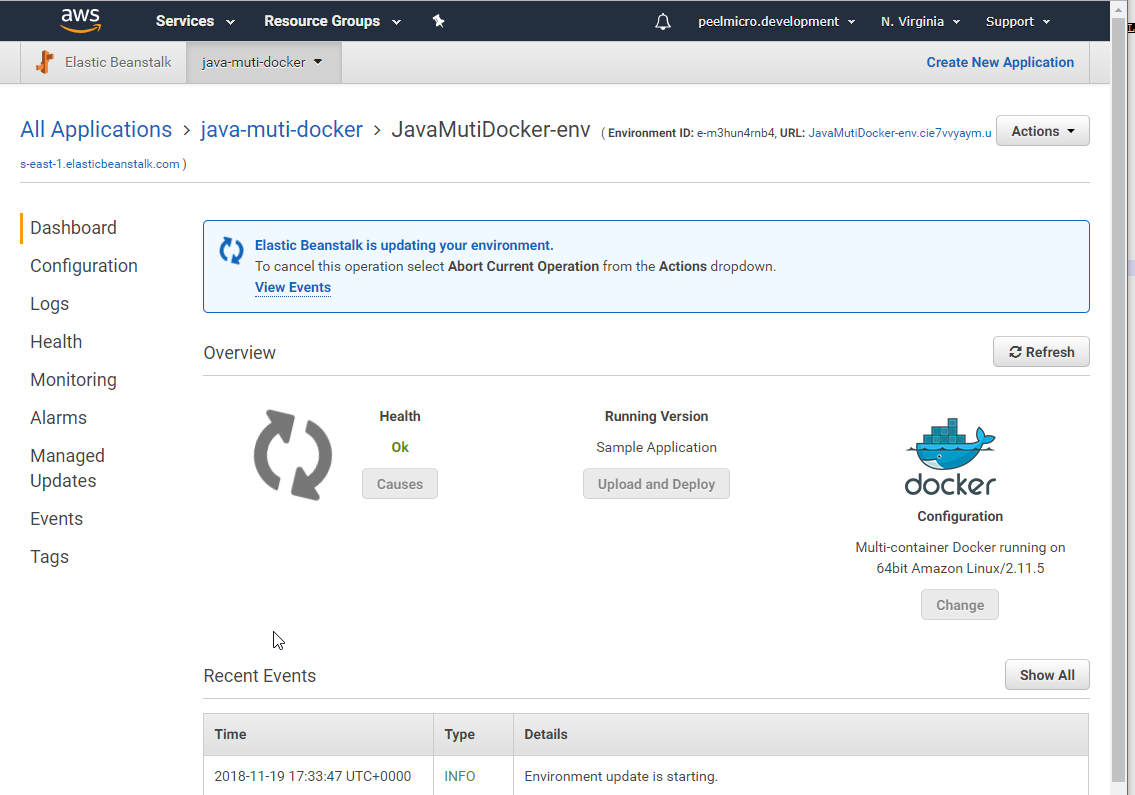 aws Services Resource Groups peelmicro.development N. Virginia Support
Elastic Beanstalk java-muti-docker Create New Application
All Applications > java-muti-docker > JavaMutiDocker-env ( Environment ID: e-m3hun4rnb4, URL: JavaMutiDocker-env.cie7vvyaym.u Actions
s-east-1.elasticbeanstalk.com )
Dashboard
Configuration
Logs
Health
Monitoring
Alarms
Managed
Updates
Events
Tags
Elastic Beanstalk is updating your environment.
To cancel this operation select Abort Current Operation from the Actions dropdown.
View Events
Overview Refresh
Health
Ok
Causes
Running Version
Sample Application
Upload and Deploy
docker
Configuration
Multi-container Docker running on
64bit Amazon Linux/2.11.5
Change
Recent Events Show All
Time Type Details
2018-11-19 17:33:47 UTC+0000 INFO Environment update is starting.